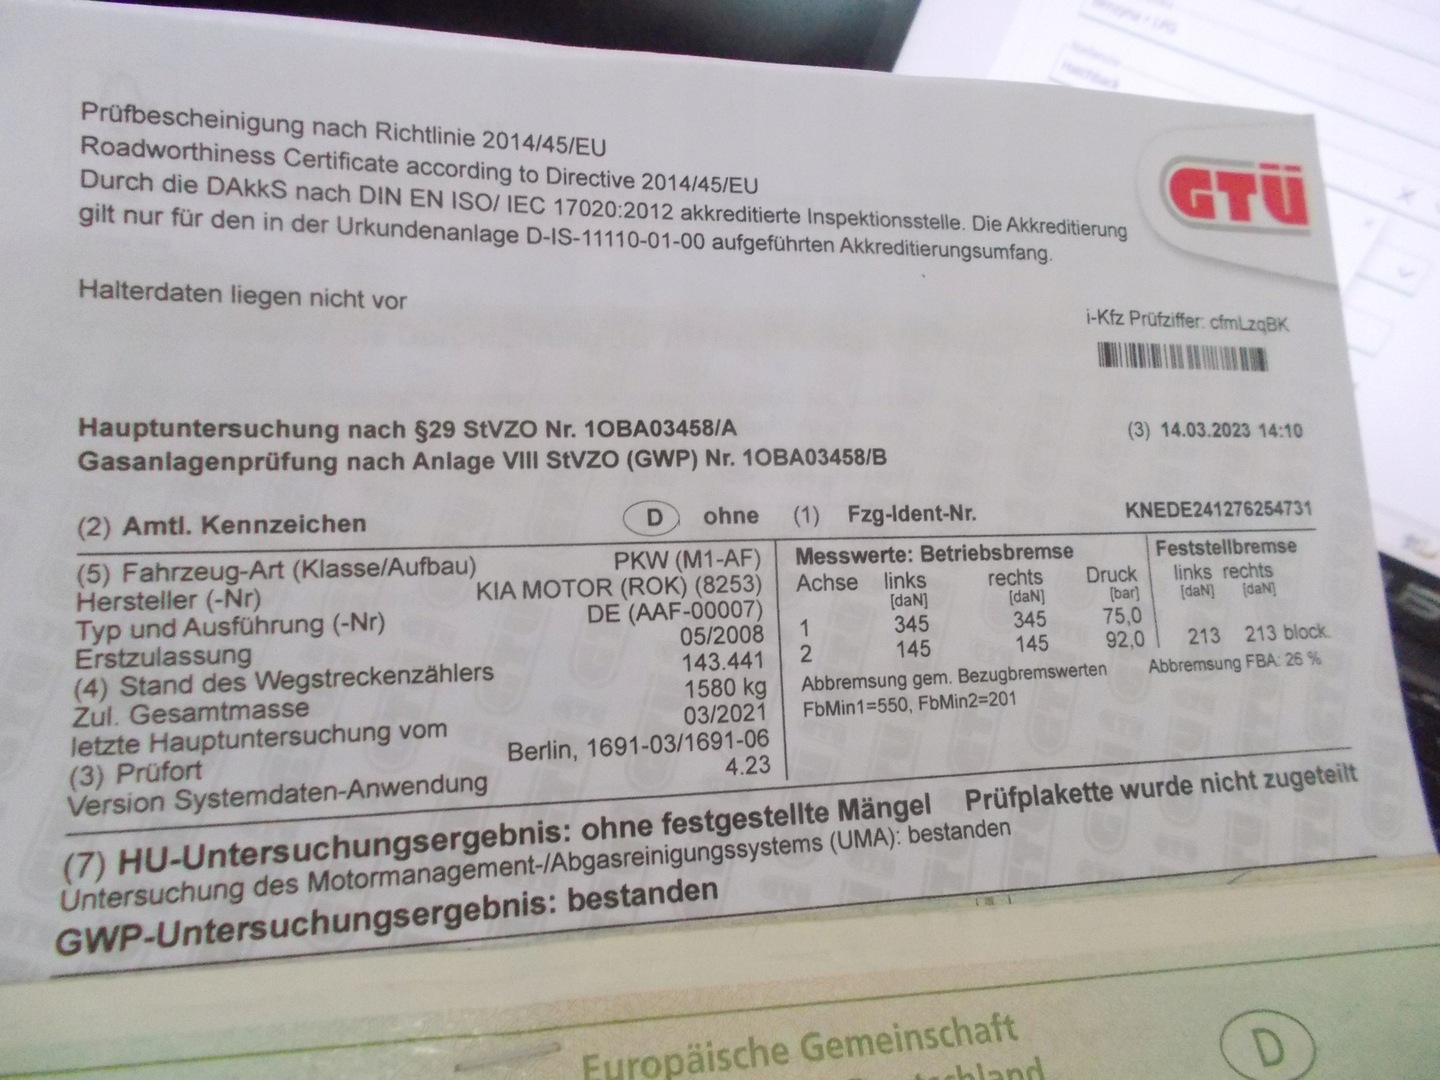 Benzyna + LPG
Hatchback
Prüfbescheinigung nach Richtlinie 2014/45/EU
Roadworthiness Certificate according to Directive 2014/45/EU
Durch die DAkkS nach DIN EN ISO/ IEC 17020:2012 akkreditierte Inspektionsstelle. Die Akkreditierung
gilt nur für den in der Urkundenanlage D-IS-11110-01-00 aufgeführten Akkreditierungsumfang.
GTÜ
Halterdaten liegen nicht vor
i-Kfz Prüfziffer: cfmLzqBK
Hauptuntersuchung nach §29 StVZO Nr. 1OBA03458/A (3) 14.03.2023 14:10
Gasanlagenprüfung nach Anlage VIII StVZO (GWP) Nr. 1OBA03458/B
(2) Amtl. Kennzeichen D ohne (1) Fzg-Ident-Nr. KNEDE241276254731
(5) Fahrzeug-Art (Klasse/Aufbau) PKW (M1-AF)
Hersteller (-Nr) KIA MOTOR (ROK) (8253)
Typ und Ausführung (-Nr) DE (AAF-00007)
Erstzulassung 05/2008
(4) Stand des Wegstreckenzählers 143.441
Zul. Gesamtmasse 1580 kg
letzte Hauptuntersuchung vom 03/2021
(3) Prüfort Berlin, 1691-03/1691-06
Version Systemdaten-Anwendung 4.23
Messwerte: Betriebsbremse Feststellbremse
Achse links rechts Druck links rechts
[daN] [daN] [bar] [daN] [daN]
1 345 345 75,0
2 145 145 92,0 213 213 block.
Abbremsung gem. Bezugbremswerten Abbremsung FBA: 26 %
FbMin1=550, FbMin2=201
(7) HU-Untersuchungsergebnis: ohne festgestellte Mängel Prüfplakette wurde nicht zugeteilt
Untersuchung des Motormanagement-/Abgasreinigungssystems (UMA): bestanden
GWP-Untersuchungsergebnis: bestanden
Europäische Gemeinschaft D